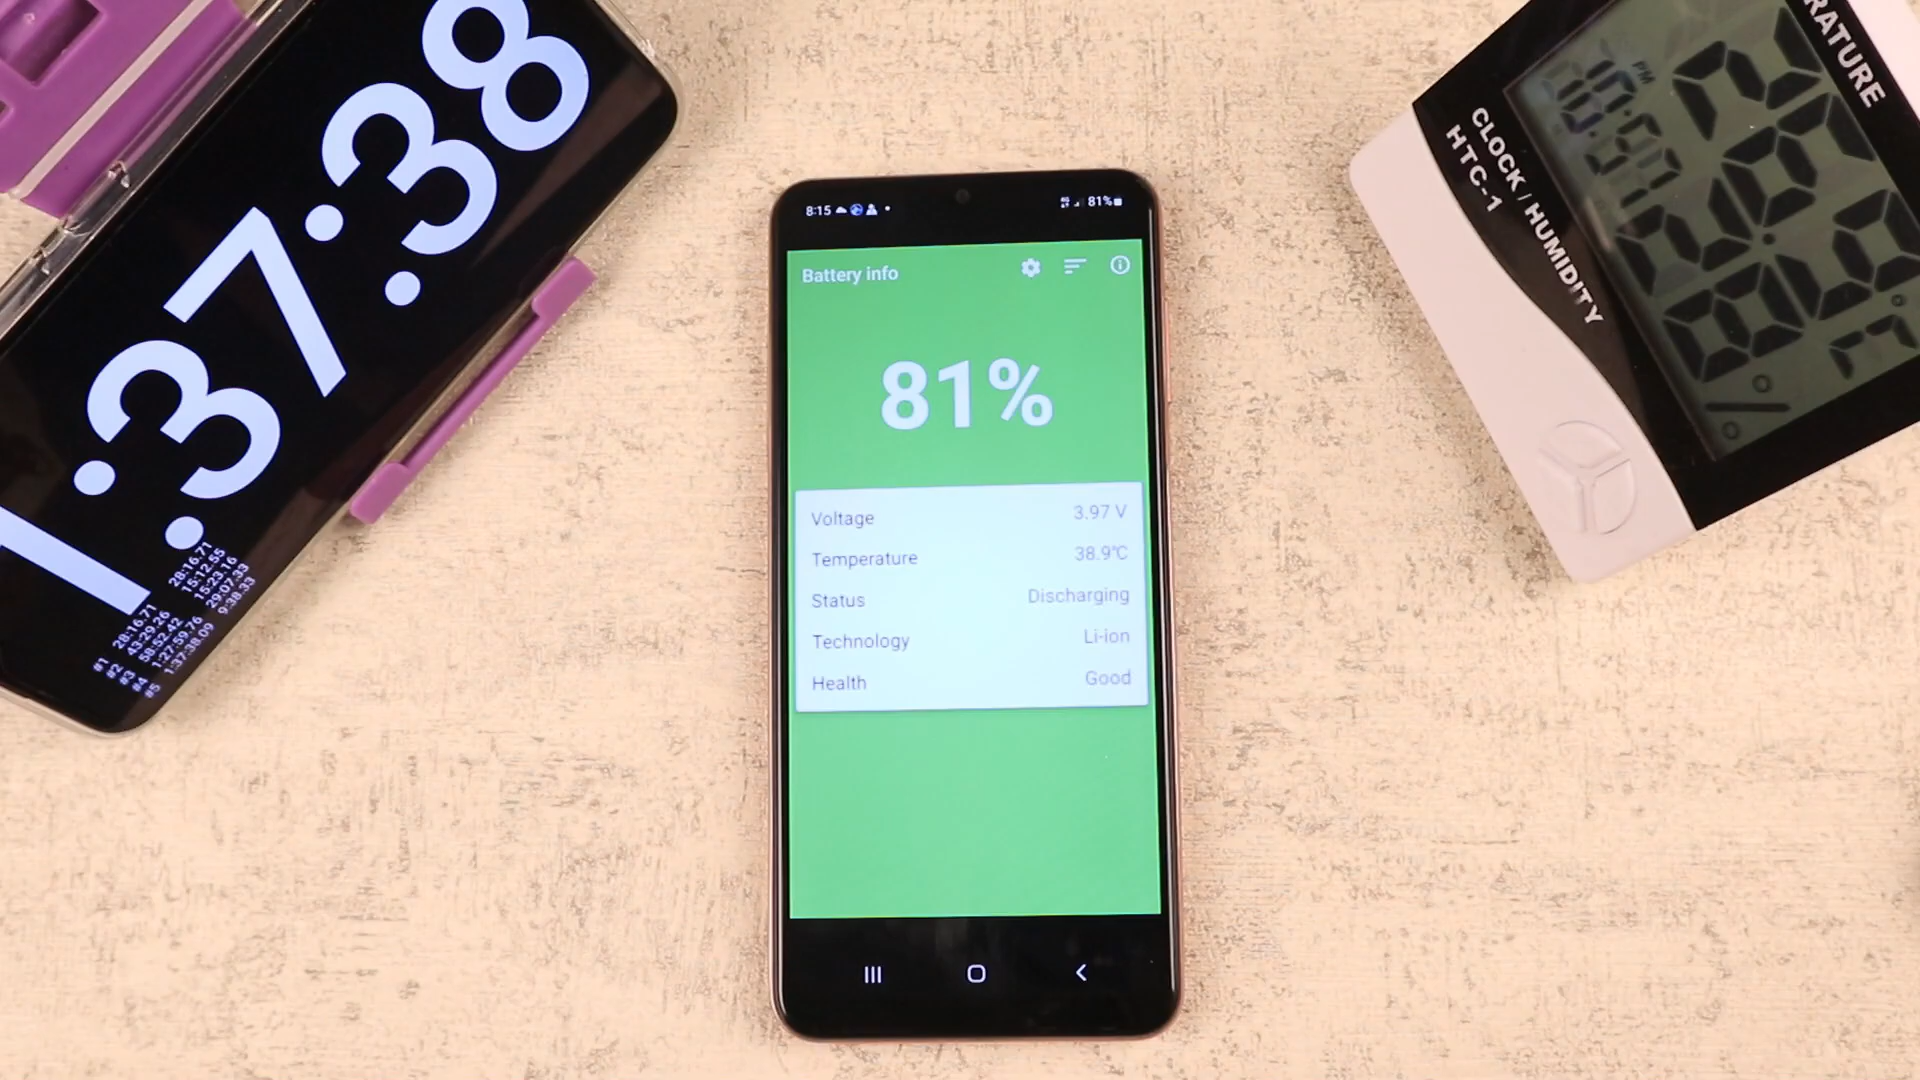 1:37:38
#1 28:16.71 28:16.71
#2 43:29.26 15:12.55
#3 58:52.42 15:23.16
#4 1:27:59.76 29:07.33
#5 1:37:38.09 9:38.33
8:15
81%
Battery info
81%
Voltage 3.97 V
Temperature 38.9°C
Status Discharging
Technology Li-ion
Health Good
RATURE
CLOCK / HUMIDITY
HTC-1
PM
°C
%